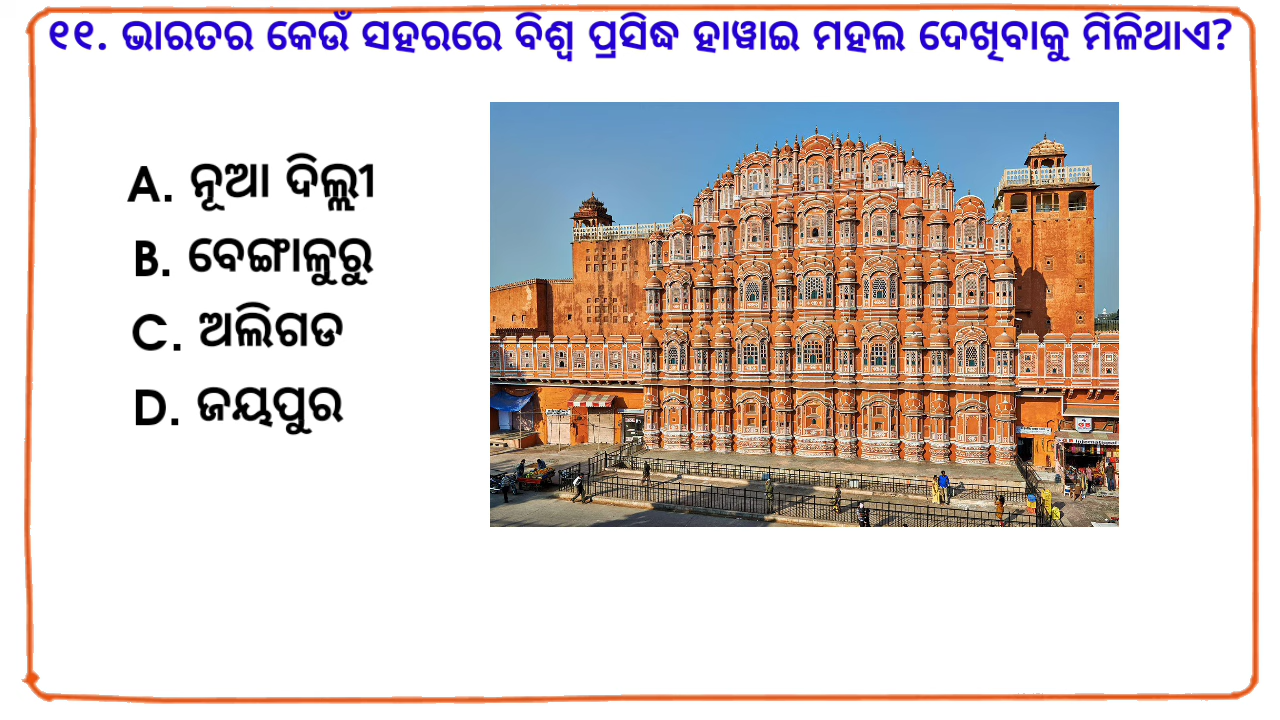 ୧୧. ଭାରତର କେଉଁ ସହରରେ ବିଶ୍ୱ ପ୍ରସିଦ୍ଧ ହାୱାଇ ମହଲ ଦେଖିବାକୁ ମିଳିଥାଏ?
A. ନୂଆ ଦିଲ୍ଲୀ
B. ବେଙ୍ଗାଳୁରୁ
C. ଅଲିଗଡ
D. ଜୟପୁର